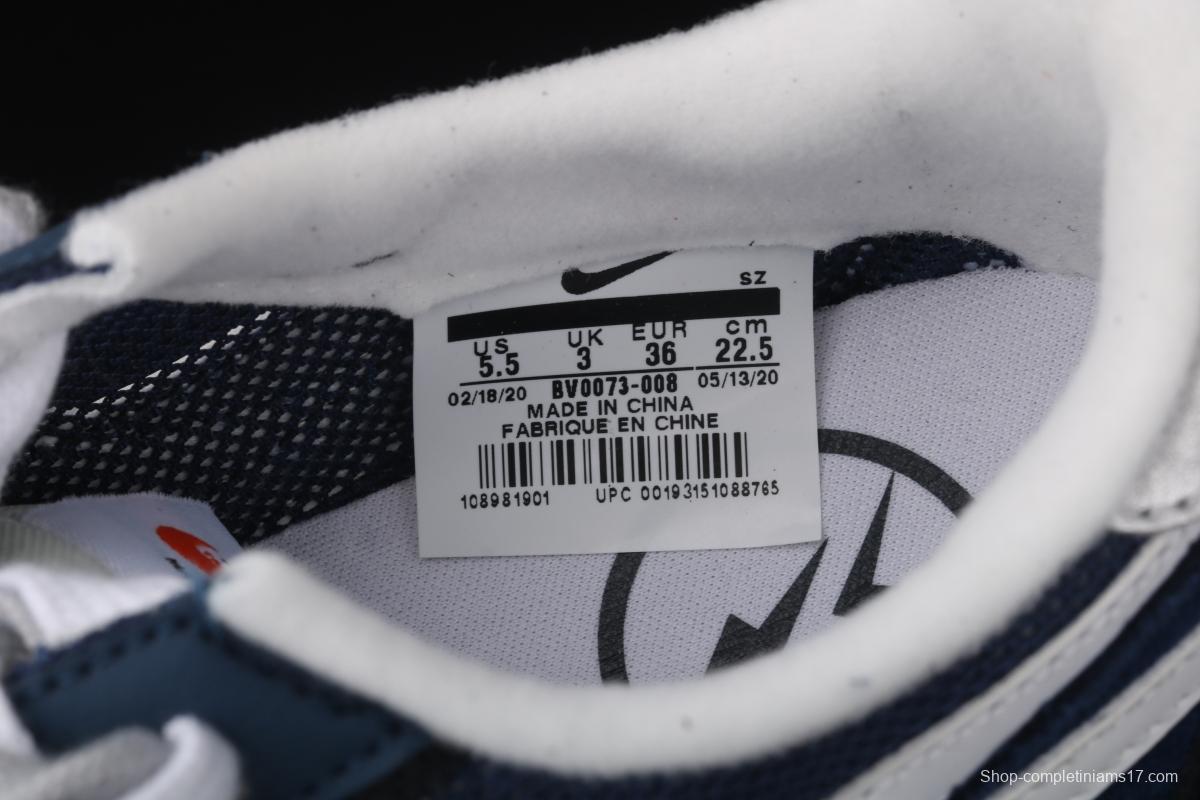 SZ
US UK EUR cm
5.5 3 36 22.5
02/18/20 BV0073-008 05/13/20
MADE IN CHINA
FABRIQUE EN CHINE
108981901 UPC 00193151088765
Shop-completiniams17.com